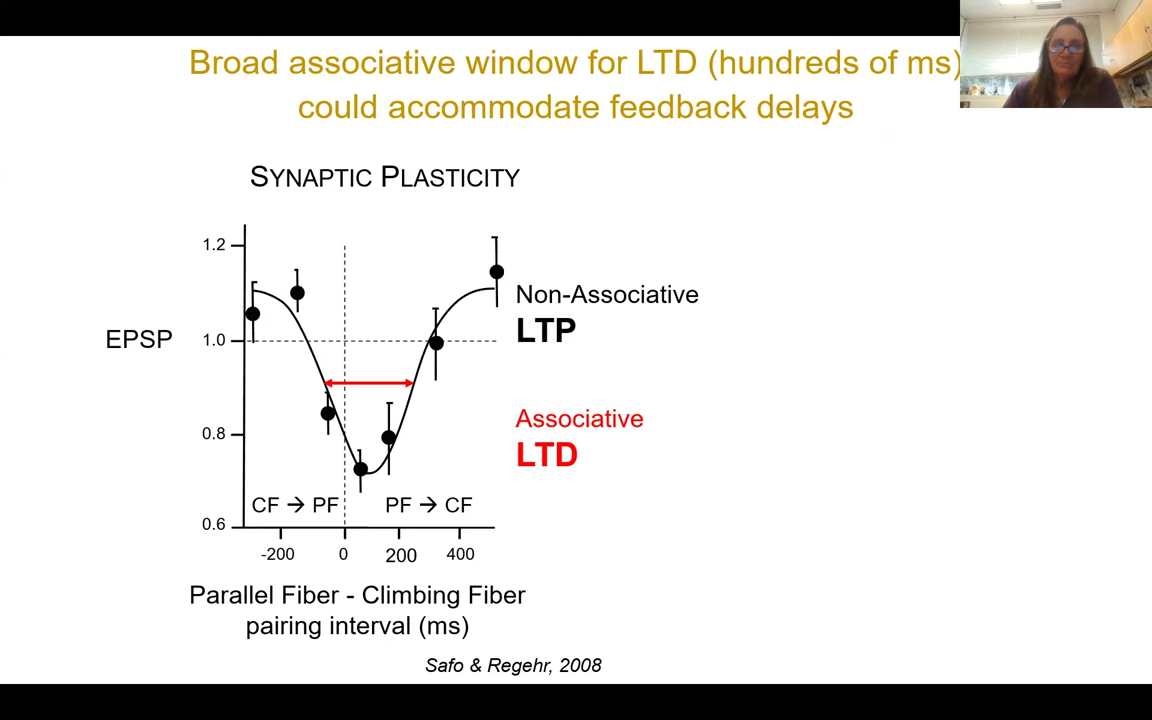 Broad associative window for LTD (hundreds of ms)
could accommodate feedback delays
SYNAPTIC PLASTICITY
1.2
1.0
0.8
0.6
EPSP
Non-Associative
LTP
Associative
LTD
CF → PF
PF → CF
-200
0
200
400
Parallel Fiber - Climbing Fiber
pairing interval (ms)
Safo & Regehr, 2008